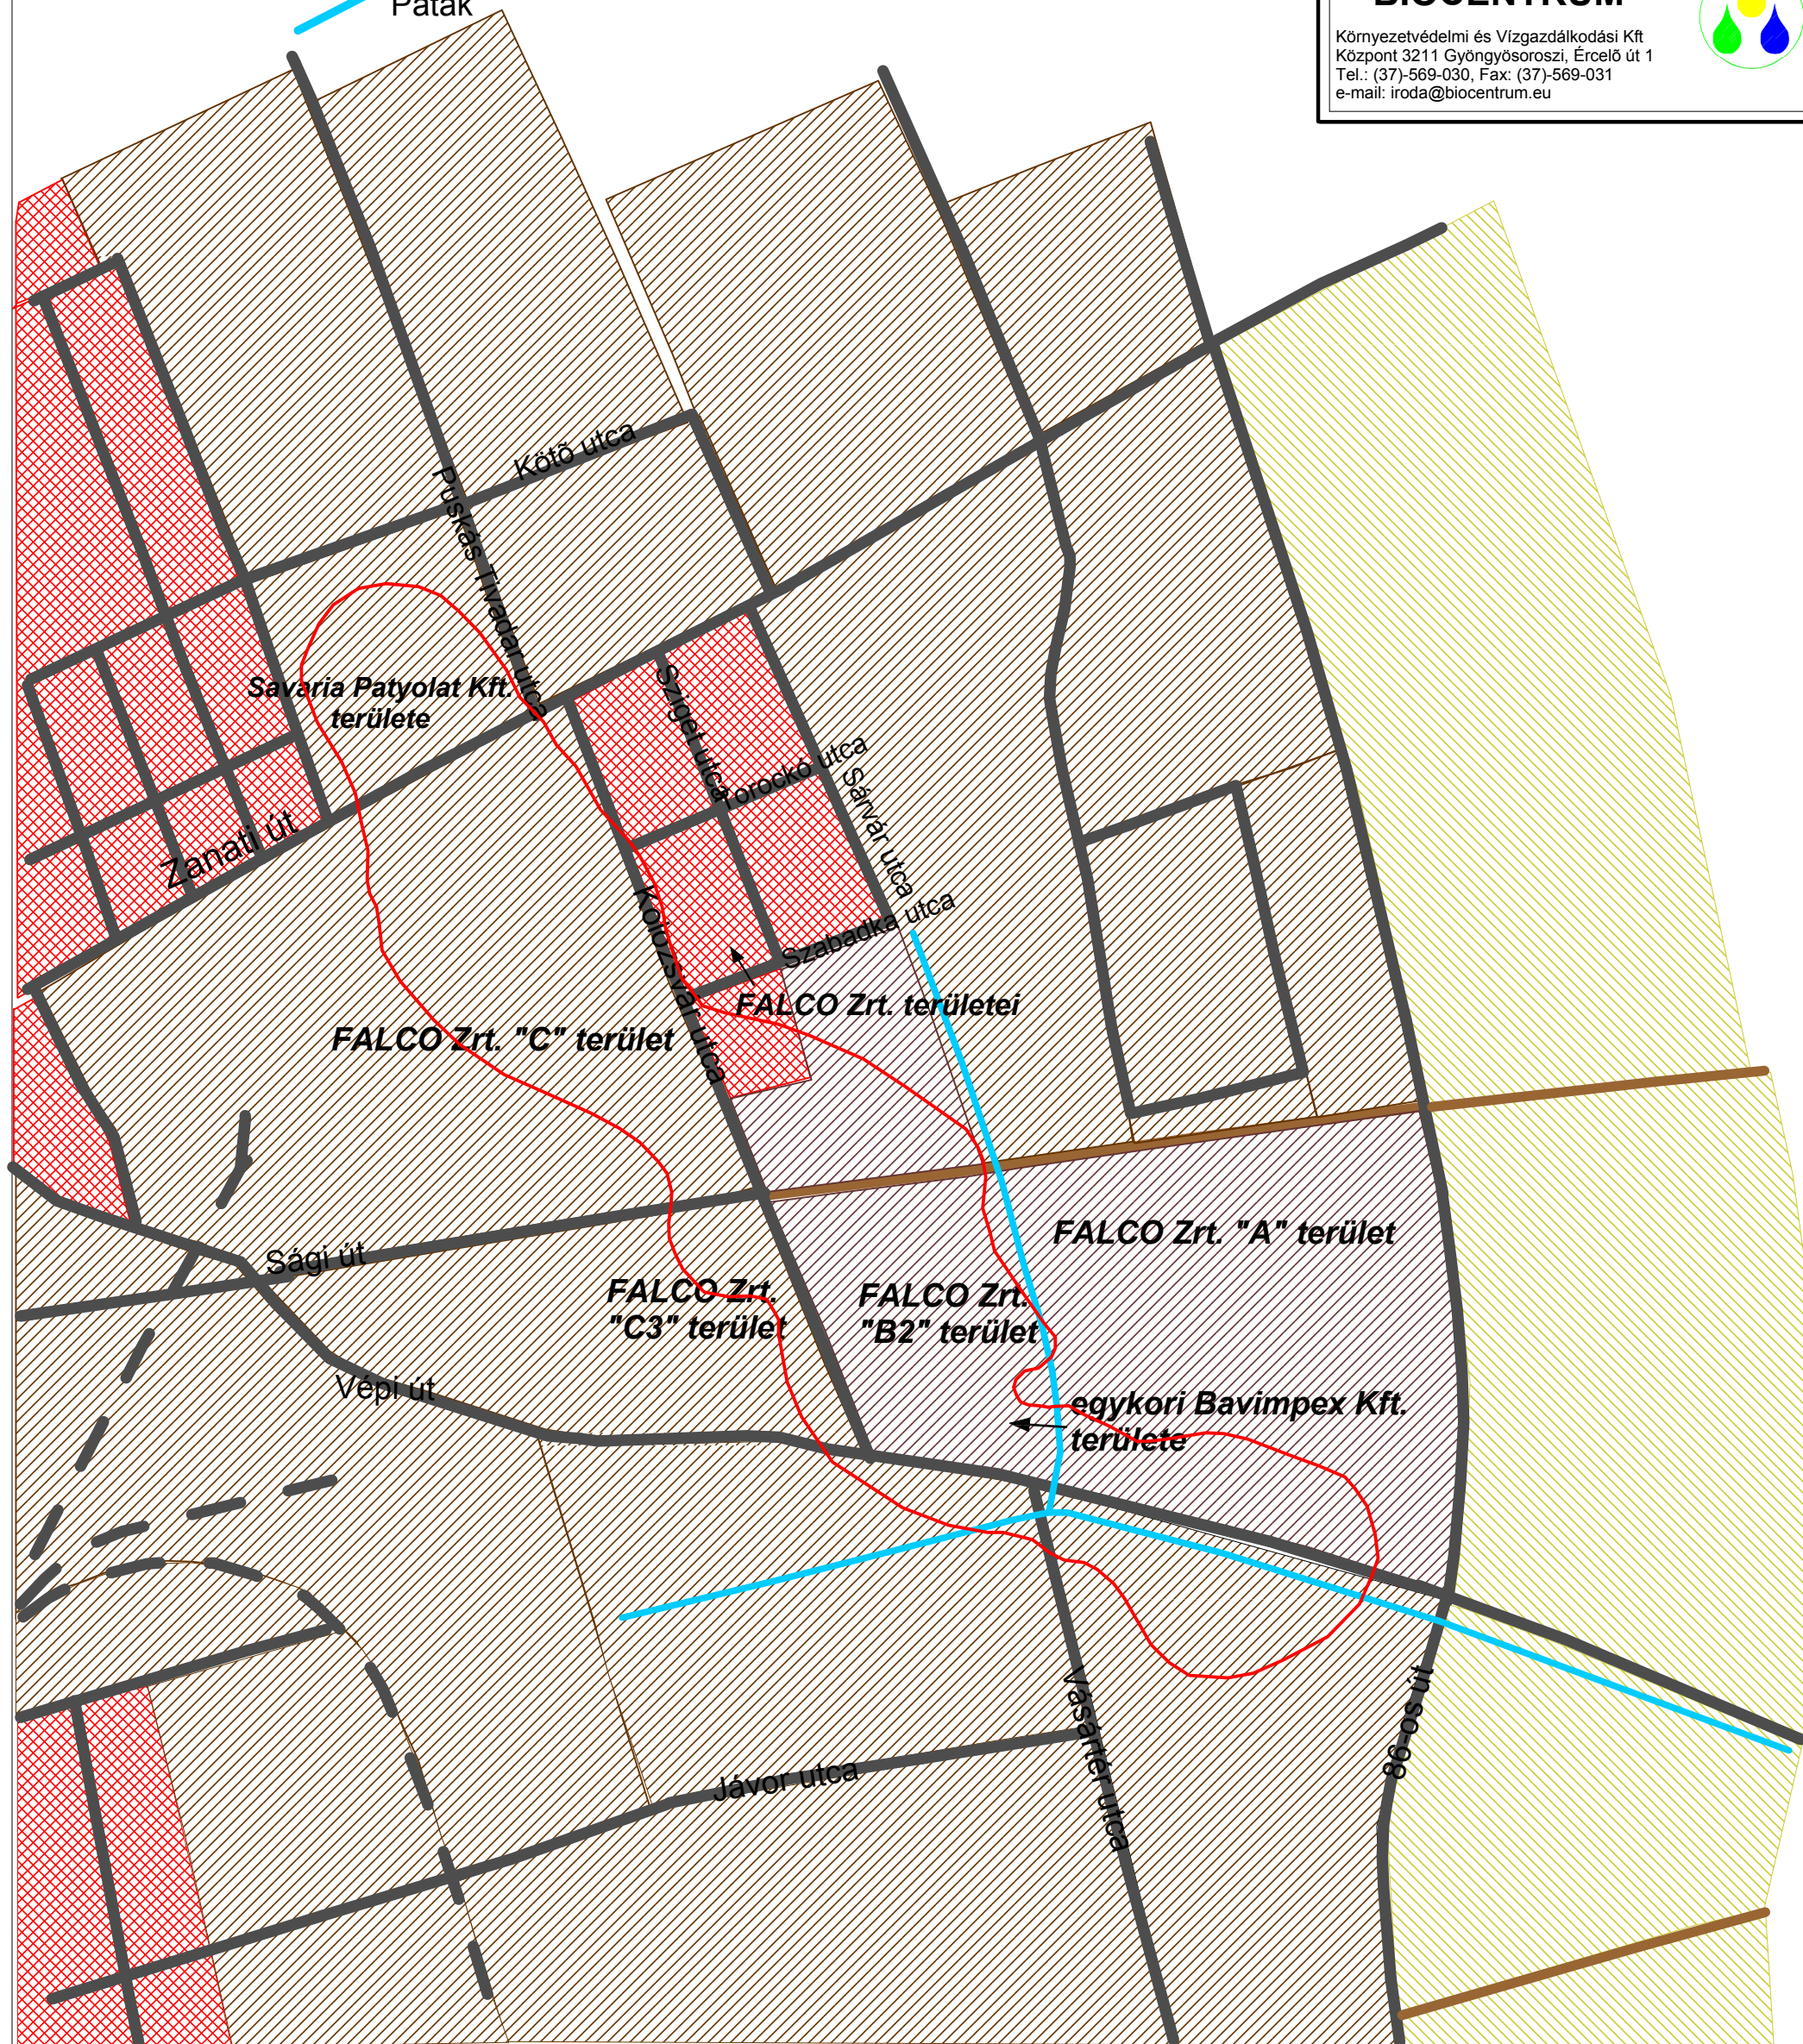 Patak
BIOCENTRUM
Környezetvédelmi és Vízgazdálkodási Kft
Központ 3211 Gyöngyösoroszi, Ércelõ út 1
Tel.: (37)-569-030, Fax: (37)-569-031
e-mail: iroda@biocentrum.eu
Kötõ utca
Puskás Tivadar utca
Savaria Patyolat Kft.
területe
Sziget utca
Torockó utca
Sárvár utca
Zanati út
Kolozsvár utca
Szabadka utca
FALCO Zrt. területei
FALCO Zrt. "C" terület
FALCO Zrt. "A" terület
Sági út
FALCO Zrt.
"C3" terület
FALCO Zrt.
"B2" terület
Vépi út
egykori Bavimpex Kft.
területe
Vásártér utca
86-os út
Jávor utca